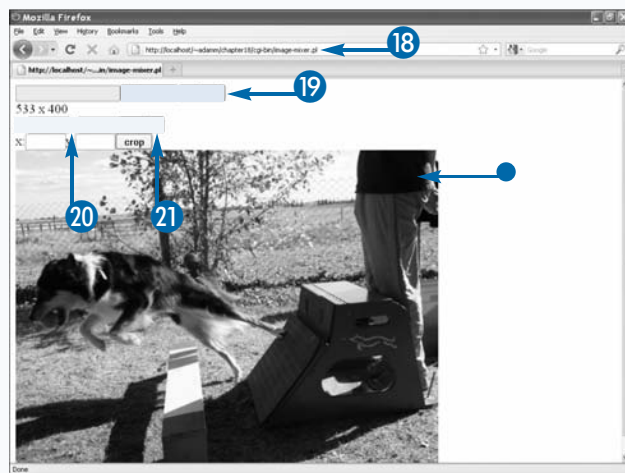 Mozilla Firefox
File Edit View History Bookmarks Tools Help
http://localhost/~adamm/chapter18/cgi-bin/image-mixer.pl
Google
18
http://localhost/~...in/image-mixer.pl
19
533 x 400
x: crop
20 21
Done